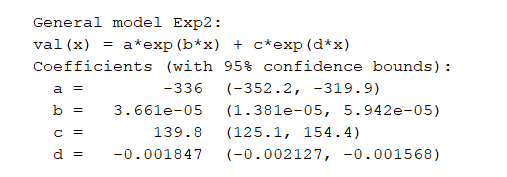 General model Exp2:
val(x) = a*exp(b*x) + c*exp(d*x)
Coefficients (with 95% confidence bounds):
a = -336 (-352.2, -319.9)
b = 3.661e-05 (1.381e-05, 5.942e-05)
c = 139.8 (125.1, 154.4)
d = -0.001847 (-0.002127, -0.001568)